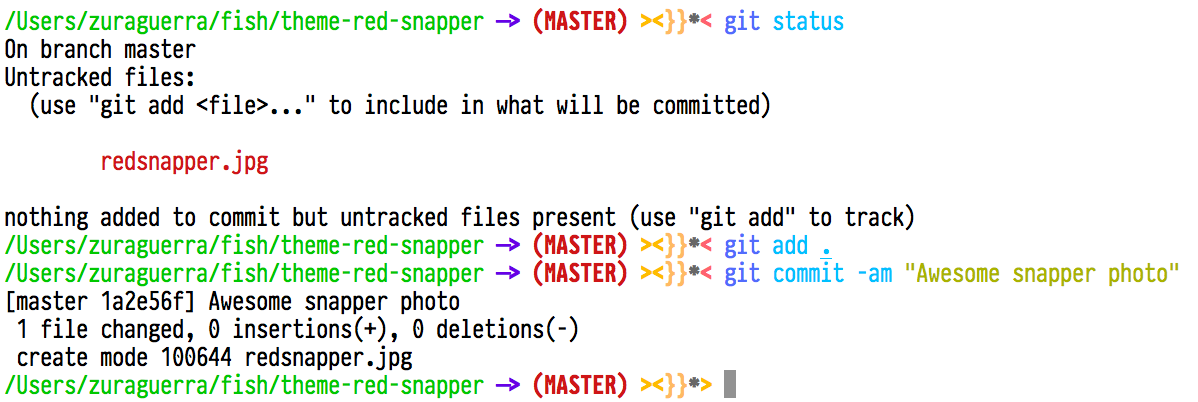 /Users/zuraguerra/fish/theme-red-snapper –> (MASTER) ><}}*< git status
On branch master
Untracked files:
  (use "git add <file>..." to include in what will be committed)

        redsnapper.jpg

nothing added to commit but untracked files present (use "git add" to track)
/Users/zuraguerra/fish/theme-red-snapper –> (MASTER) ><}}*< git add .
/Users/zuraguerra/fish/theme-red-snapper –> (MASTER) ><}}*< git commit -am "Awesome snapper photo"
[master 1a2e56f] Awesome snapper photo
 1 file changed, 0 insertions(+), 0 deletions(-)
 create mode 100644 redsnapper.jpg
/Users/zuraguerra/fish/theme-red-snapper –> (MASTER) ><}}*>